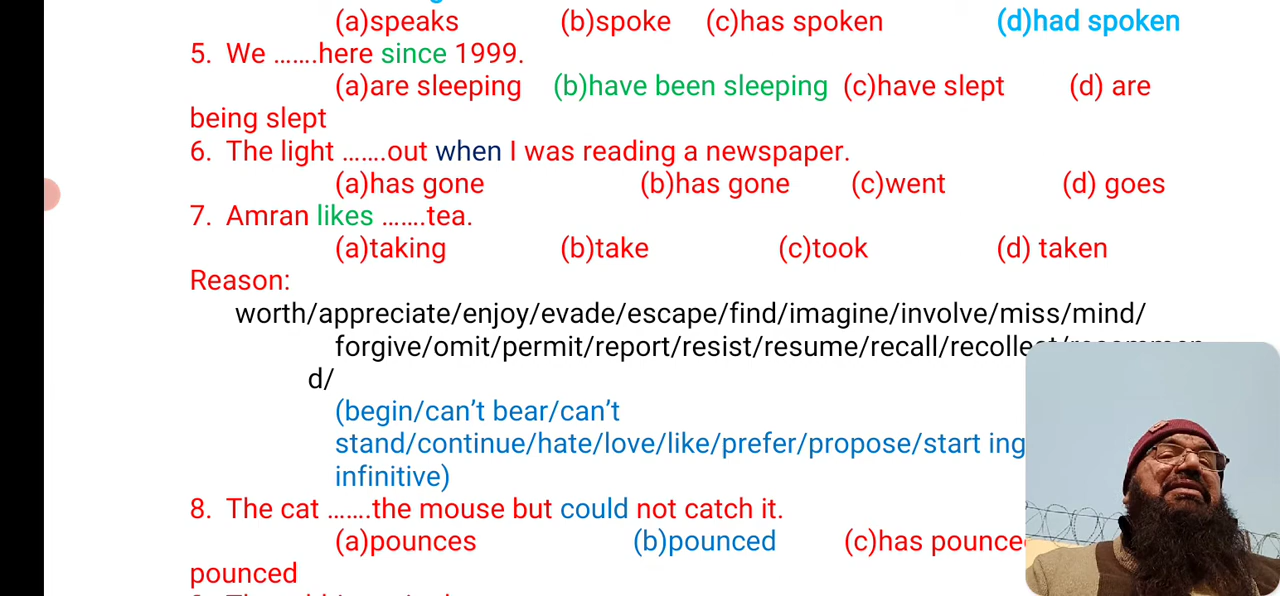 (a)speaks (b)spoke (c)has spoken (d)had spoken
5. We …….here since 1999.
(a)are sleeping (b)have been sleeping (c)have slept (d) are
being slept
6. The light …….out when I was reading a newspaper.
(a)has gone (b)has gone (c)went (d) goes
7. Amran likes …….tea.
(a)taking (b)take (c)took (d) taken
Reason:
worth/appreciate/enjoy/evade/escape/find/imagine/involve/miss/mind/
forgive/omit/permit/report/resist/resume/recall/recollect/recommen
d/
(begin/can't bear/can't
stand/continue/hate/love/like/prefer/propose/start ing
infinitive)
8. The cat …….the mouse but could not catch it.
(a)pounces (b)pounced (c)has pounced
pounced